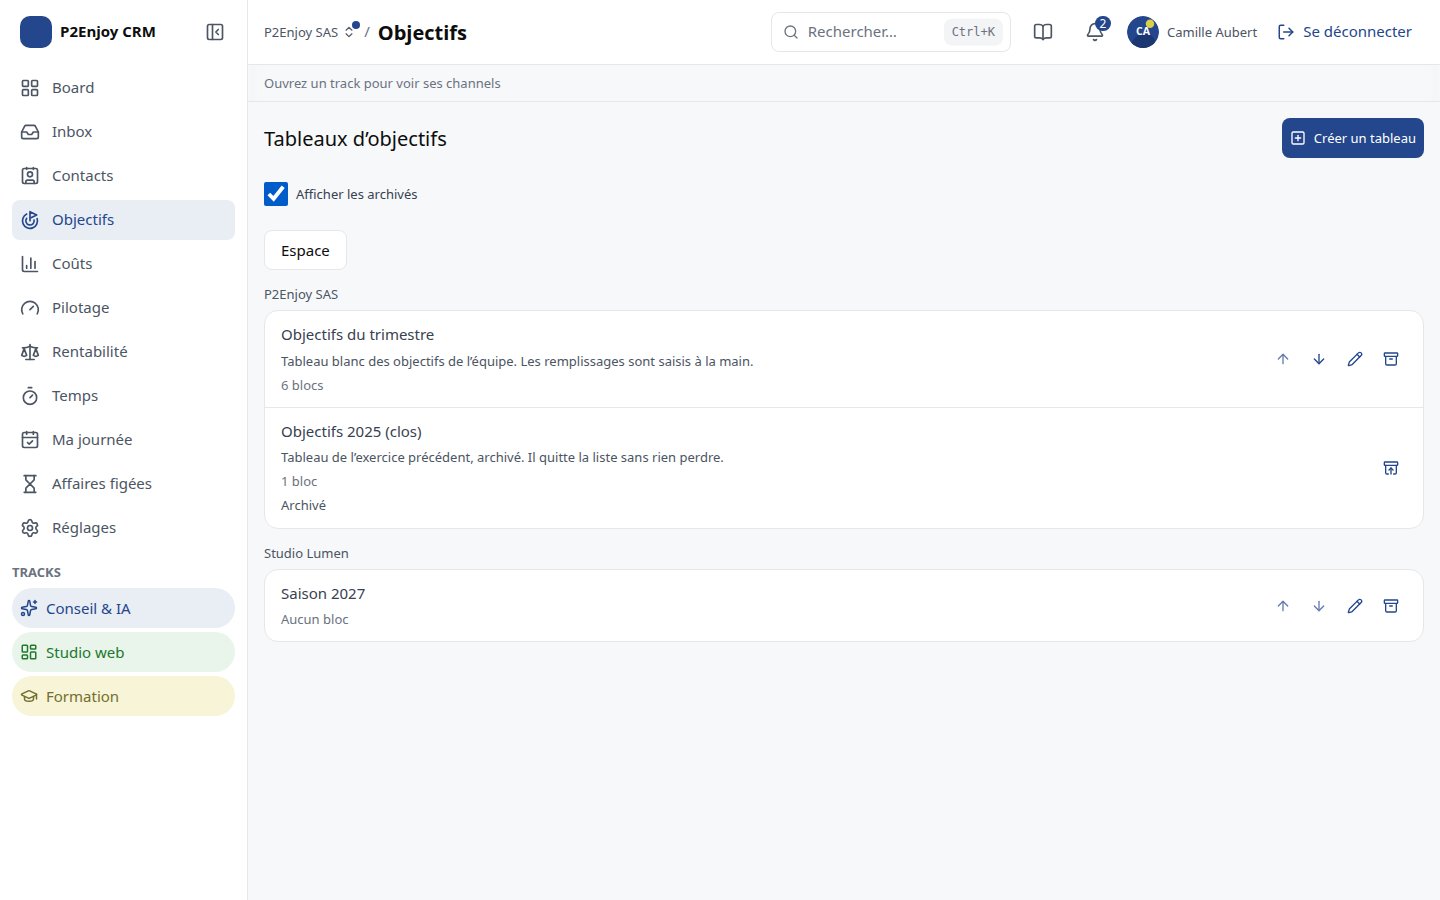 P2Enjoy CRM
Board
Inbox
Contacts
Objectifs
Coûts
Pilotage
Rentabilité
Temps
Ma journée
Affaires figées
Réglages
TRACKS
Conseil & IA
Studio web
Formation
P2Enjoy SAS / Objectifs
Rechercher...
Ctrl+K
2
CA
Camille Aubert
Se déconnecter
Ouvrez un track pour voir ses channels
Tableaux d’objectifs
Créer un tableau
Afficher les archivés
Espace
P2Enjoy SAS
Objectifs du trimestre
Tableau blanc des objectifs de l’équipe. Les remplissages sont saisis à la main.
6 blocs
Objectifs 2025 (clos)
Tableau de l’exercice précédent, archivé. Il quitte la liste sans rien perdre.
1 bloc
Archivé
Studio Lumen
Saison 2027
Aucun bloc